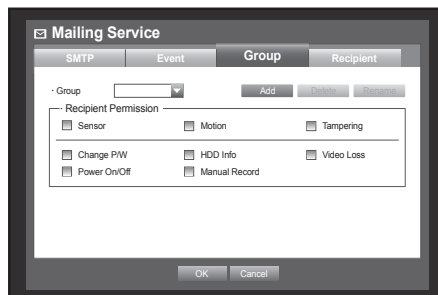 Mailing Service
SMTP Event Group Recipient
· Group Add Delete Rename
· Recipient Permission
Sensor Motion Tampering
Change P/W HDD Info Video Loss
Power On/Off Manual Record
OK Cancel